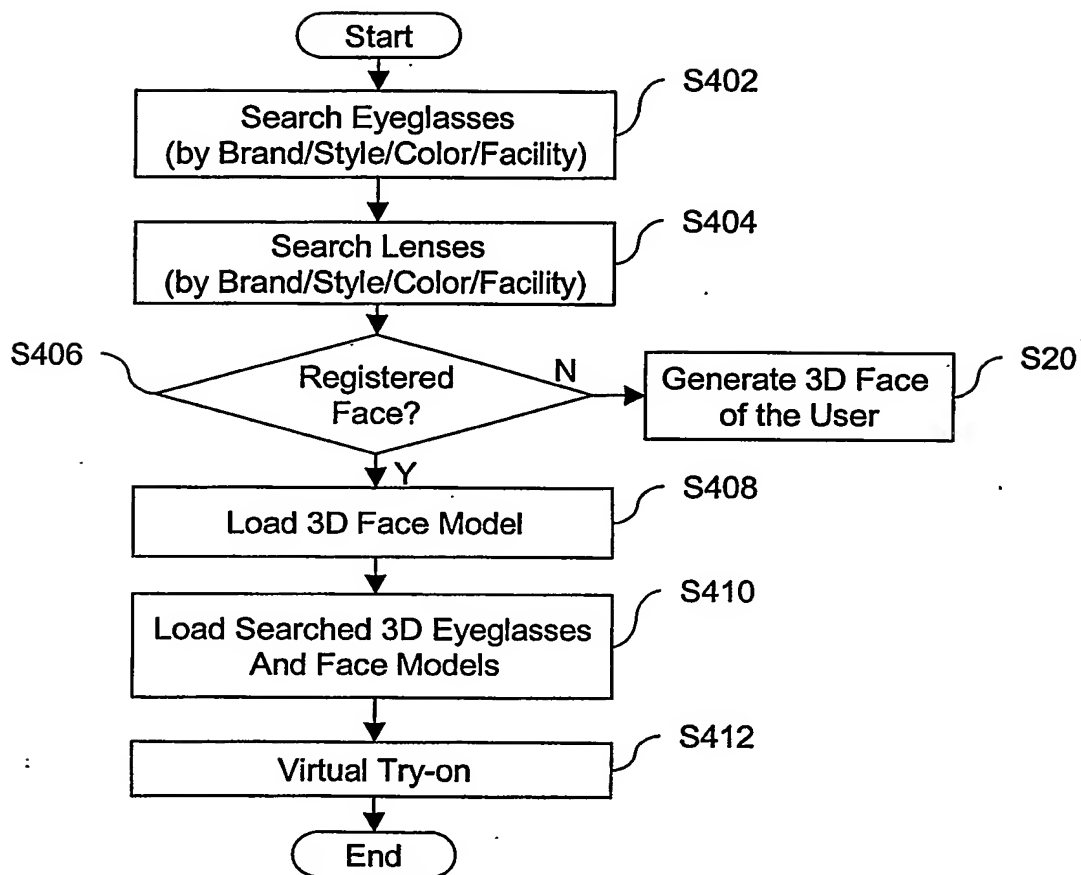 Start
S402
Search Eyeglasses
(by Brand/Style/Color/Facility)
S404
Search Lenses
(by Brand/Style/Color/Facility)
S406
Registered
Face?
N
S20
Generate 3D Face
of the User
Y
S408
Load 3D Face Model
S410
Load Searched 3D Eyeglasses
And Face Models
S412
Virtual Try-on
End